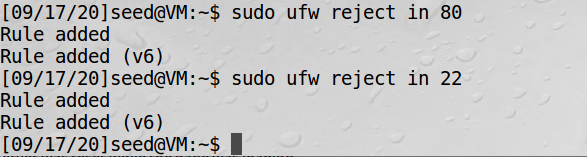 [09/17/20]seed@VM:~$ sudo ufw reject in 80
Rule added
Rule added (v6)
[09/17/20]seed@VM:~$ sudo ufw reject in 22
Rule added
Rule added (v6)
[09/17/20]seed@VM:~$